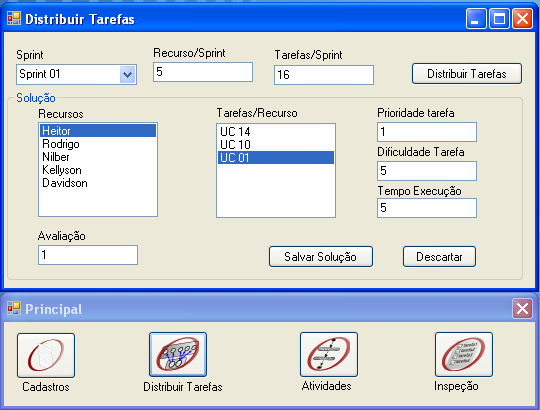 Distribuir Tarefas
Sprint
Recurso/Sprint
Tarefas/Sprint
Sprint 01
5
16
Distribuir Tarefas
Solução
Recursos
Tarefas/Recurso
Prioridade tarefa
Heitor
Rodrigo
Nilber
Kellyson
Davidson
UC 14
UC 10
UC 01
1
Dificuldade Tarefa
5
Tempo Execução
5
Avaliação
1
Salvar Solução
Descartar
Principal
Cadastros
Distribuir Tarefas
Atividades
Inspeção